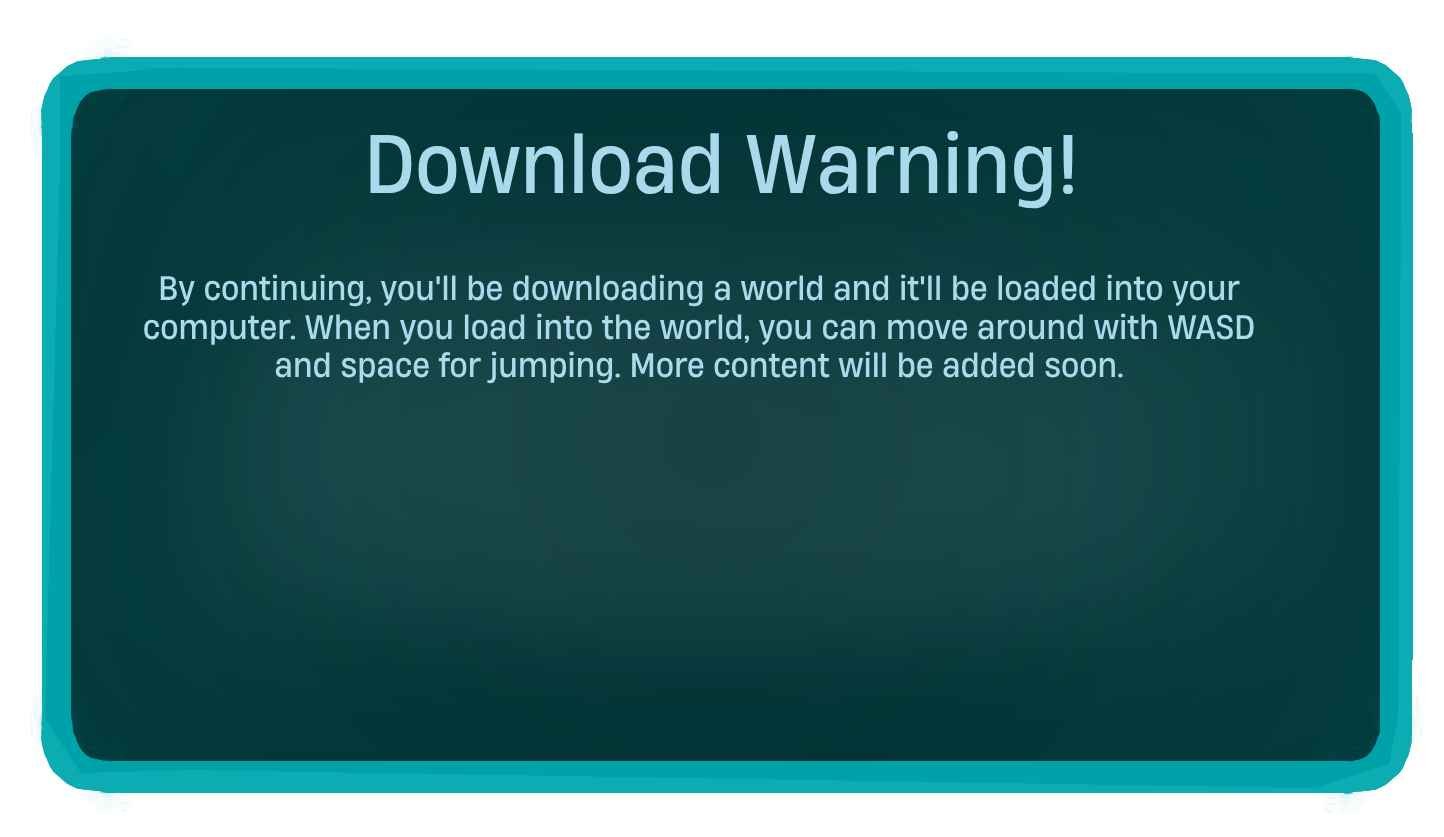 Download Warning!
By continuing, you'll be downloading a world and it'll be loaded into your
computer. When you load into the world, you can move around with WASD
and space for jumping. More content will be added soon.